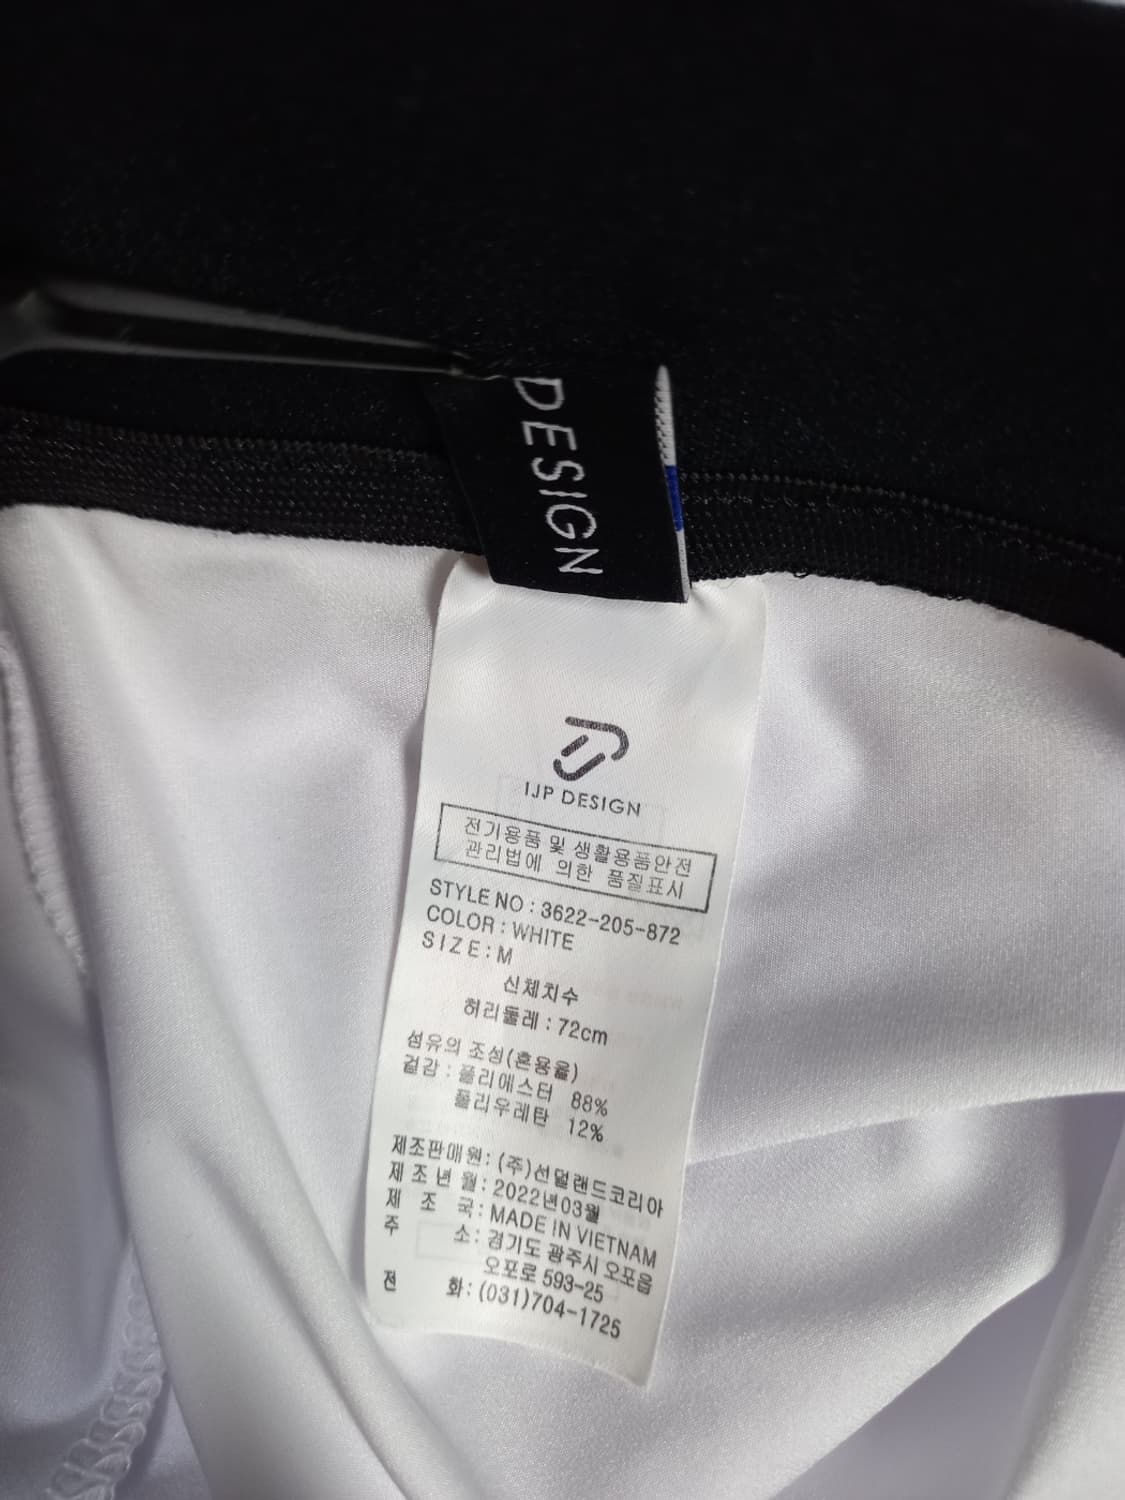 DESIGN
IJP DESIGN
전기용품 및 생활용품안전
관리법에 의한 품질표시
STYLE NO : 3622-205-872
COLOR : WHITE
SIZE : M
신체치수
허리둘레 : 72cm
섬유의 조성(혼용율)
겉감 : 폴리에스터 88%
폴리우레탄 12%
제조판매원 : (주)선덜랜드코리아
제조년월 : 2022년03월
제조국 : MADE IN VIETNAM
주소 : 경기도 광주시 오포읍
오포로 593-25
전화 : (031)704-1725